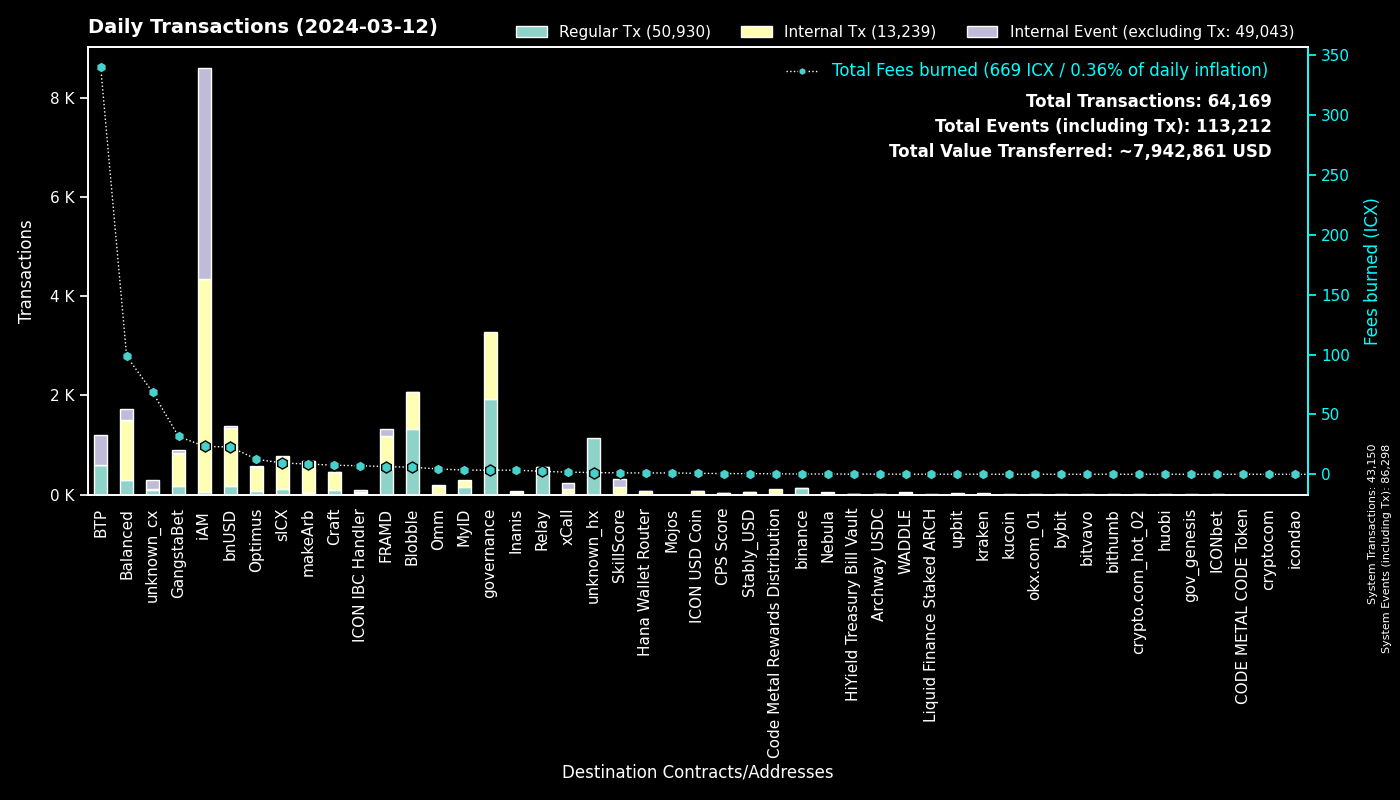 Daily Transactions (2024-03-12)
Regular Tx (50,930)
Internal Tx (13,239)
Internal Event (excluding Tx: 49,043)
Total Fees burned (669 ICX / 0.36% of daily inflation)
Total Transactions: 64,169
Total Events (including Tx): 113,212
Total Value Transferred: ~7,942,861 USD
Transactions
8 K
6 K
4 K
2 K
0 K
350
300
250
200
150
100
50
0
Fees burned (ICX)
System Transactions: 43,150
System Events (including Tx): 86,298
BTP
Balanced
unknown_cx
GangstaBet
iAM
bnUSD
Optimus
sICX
makeArb
Craft
ICON IBC Handler
FRAMD
Blobble
Omm
MyID
governance
Inanis
Relay
xCall
unknown_hx
SkillScore
Hana Wallet Router
Mojos
ICON USD Coin
CPS Score
Stably_USD
Code Metal Rewards Distribution
binance
Nebula
HiYield Treasury Bill Vault
Archway USDC
WADDLE
Liquid Finance Staked ARCH
upbit
kraken
kucoin
okx.com_01
bybit
bitvavo
bithumb
crypto.com_hot_02
huobi
gov_genesis
ICONbet
CODE METAL CODE Token
cryptocom
icondao
Destination Contracts/Addresses